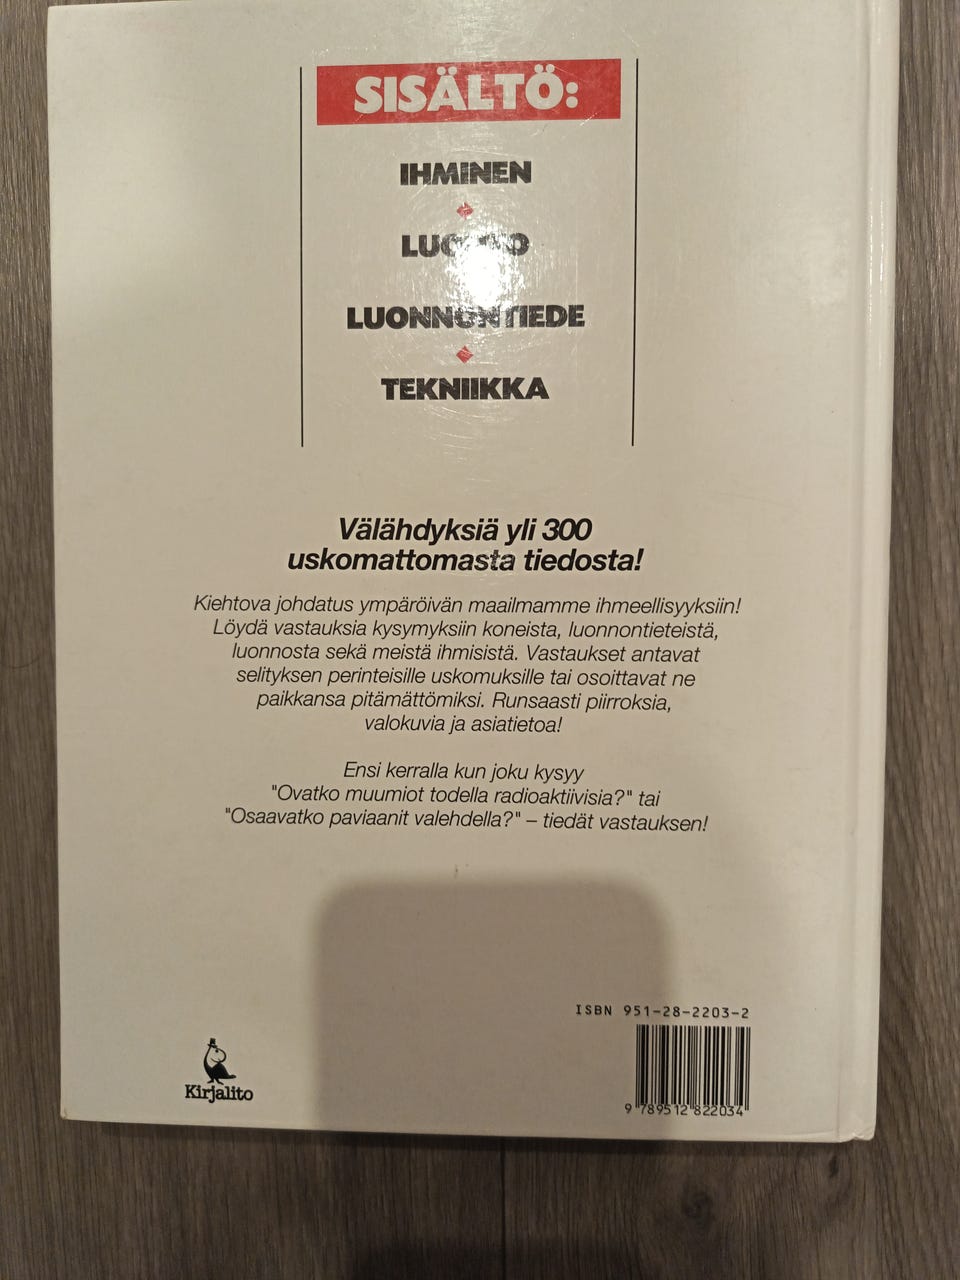 SISÄLTÖ:
IHMINEN
LUONNONTIEDE
TEKNIIKKA
Välähdyksiä yli 300
uskomattomasta tiedosta!
Kiehtova johdatus ympäröivän maailmamme ihmeellisyyksiin!
Löydä vastauksia kysymyksiin koneista, luonnontieteistä,
luonnosta sekä meistä ihmisistä. Vastaukset antavat
selityksen perinteisille uskomuksille tai osoittavat ne
paikkansa pitämättömiksi. Runsaasti piirroksia,
valokuvia ja asiatietoa!
Ensi kerralla kun joku kysyy
"Ovatko muumiot todella radioaktiivisia?" tai
"Osaavatko paviaanit valehdella?" – tiedät vastauksen!
ISBN 951-28-2203-2
9 789512 822034
Kirjalito